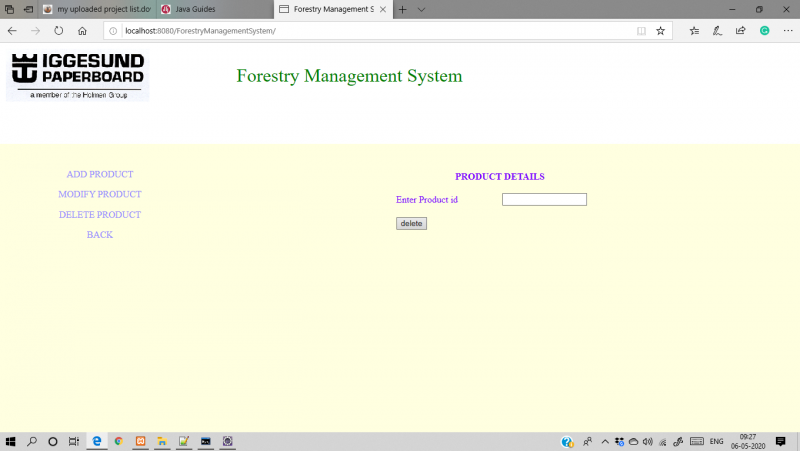 my uploaded project list.do
Java Guides
Forestry Management S
localhost:8080/ForestryManagementSystem/
IGGESUND
PAPERBOARD
a member of the Holmen Group
Forestry Management System
ADD PRODUCT
MODIFY PRODUCT
DELETE PRODUCT
BACK
PRODUCT DETAILS
Enter Product id
delete
ENG
09:27
06-05-2020